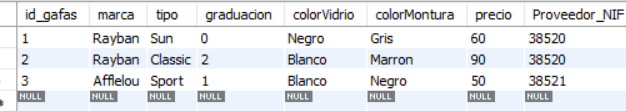 id_gafas marca tipo graduacion colorVidrio colorMontura precio Proveedor_NIF
1 Rayban Sun 0 Negro Gris 60 38520
2 Rayban Classic 2 Blanco Marron 90 38520
3 Afflelou Sport 1 Blanco Negro 50 38521
NULL NULL NULL NULL NULL NULL NULL NULL